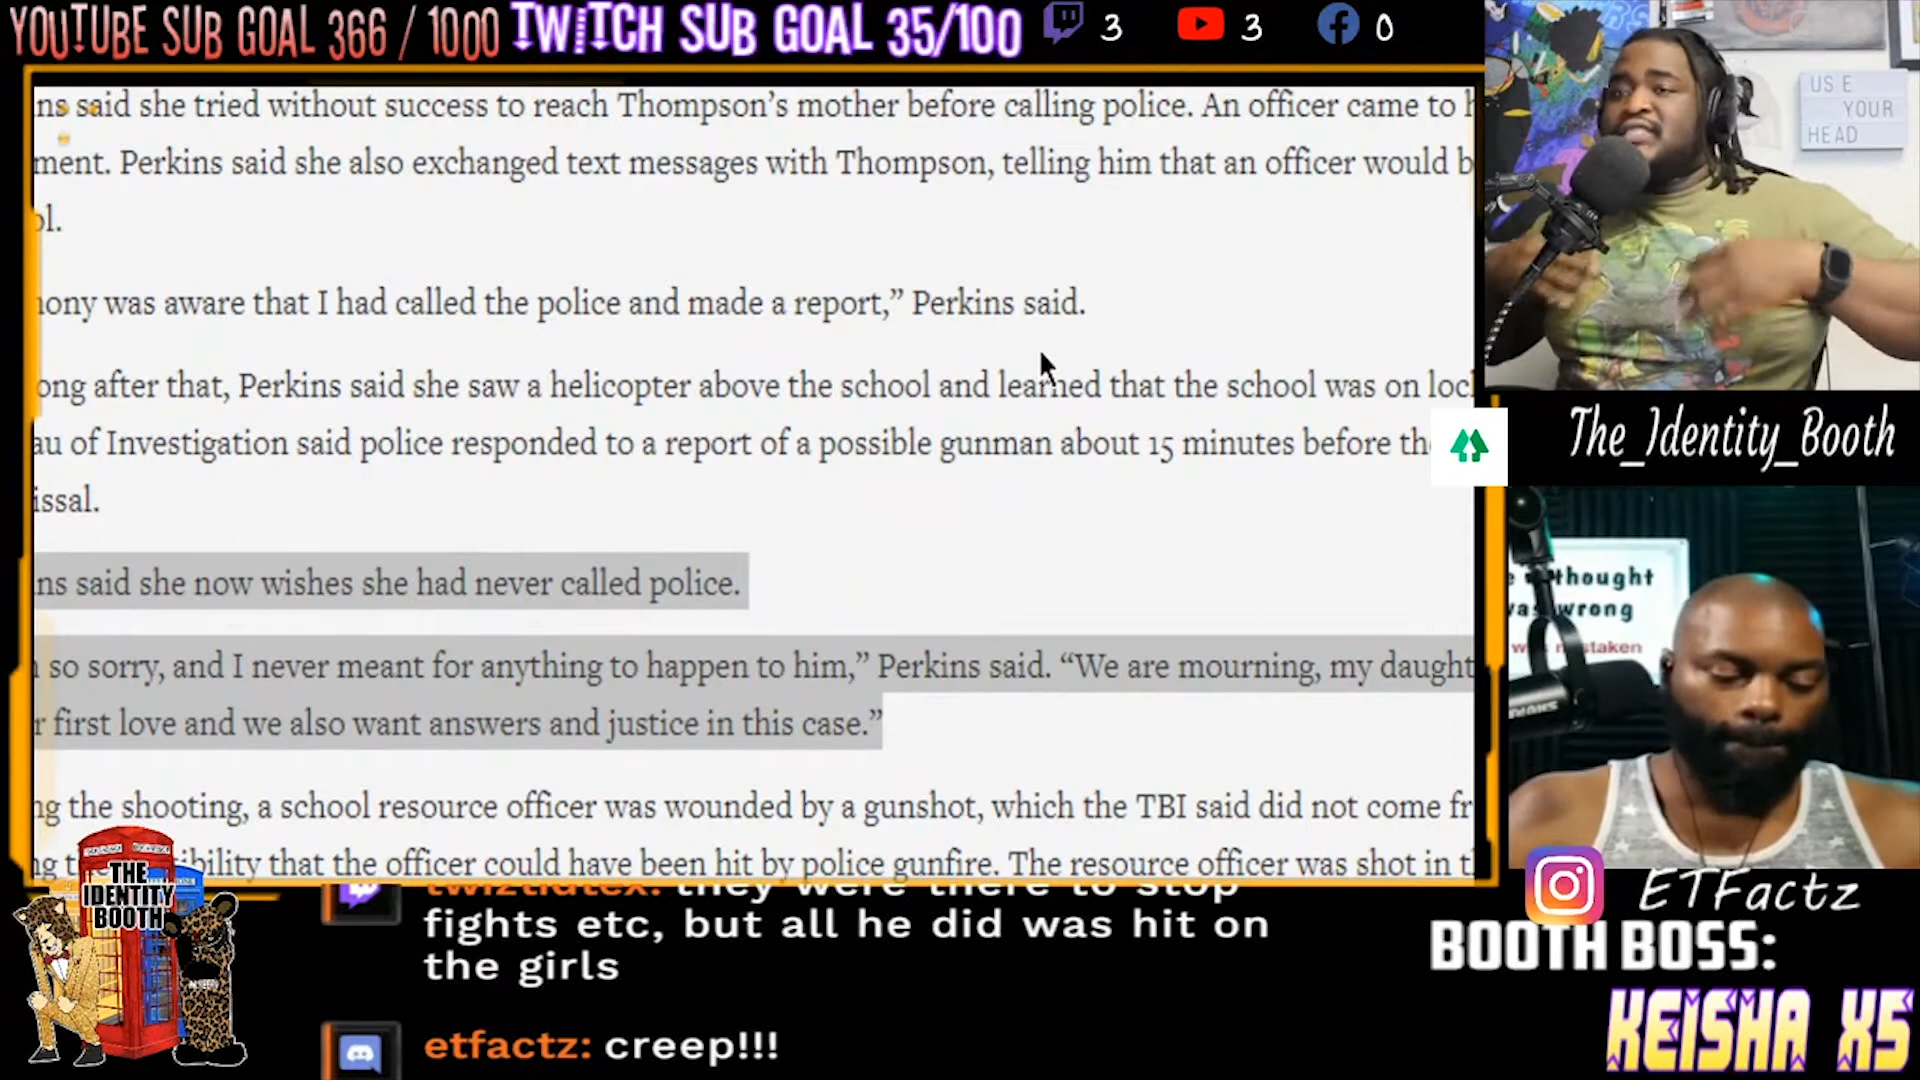 YOUTUBE SUB GOAL 366 / 1000 TWITCH SUB GOAL 35/100 3 3 0
ns said she tried without success to reach Thompson's mother before calling police. An officer came to
ment. Perkins said she also exchanged text messages with Thompson, telling him that an officer would b
ol.
ony was aware that I had called the police and made a report,” Perkins said.
ong after that, Perkins said she saw a helicopter above the school and learned that the school was on loc
au of Investigation said police responded to a report of a possible gunman about 15 minutes before th
issal.
ns said she now wishes she had never called police.
so sorry, and I never meant for anything to happen to him,” Perkins said. “We are mourning, my daught
r first love and we also want answers and justice in this case.”
ng the shooting, a school resource officer was wounded by a gunshot, which the TBI said did not come fr
ibility that the officer could have been hit by police gunfire. The resource officer was shot in t
USE
YOUR
HEAD
The_Identity_Booth
thought
wrong
ETFactz
BOOTH BOSS:
KEISHA X5
THE
IDENTITY
BOOTH
twiztidtex: they were there to stop
fights etc, but all he did was hit on
the girls
etfactz: creep!!!